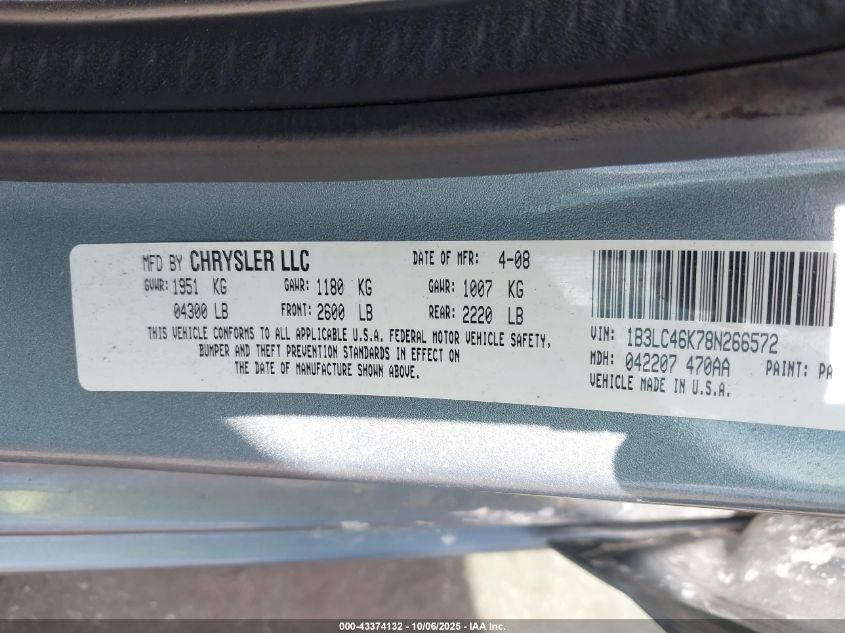 MFD BY CHRYSLER LLC DATE OF MFR: 4-08
GVWR: 1951 KG GAWR: 1180 KG GAWR: 1007 KG
04300 LB FRONT: 2600 LB REAR: 2220 LB
THIS VEHICLE CONFORMS TO ALL APPLICABLE U.S.A. FEDERAL MOTOR VEHICLE SAFETY,
BUMPER AND THEFT PREVENTION STANDARDS IN EFFECT ON
THE DATE OF MANUFACTURE SHOWN ABOVE.
VIN: 1B3LC46K78N266572
MDH: 042207 470AA PAINT: PA
VEHICLE MADE IN U.S.A.
000-43374132 - 10/06/2025 - iaai.com